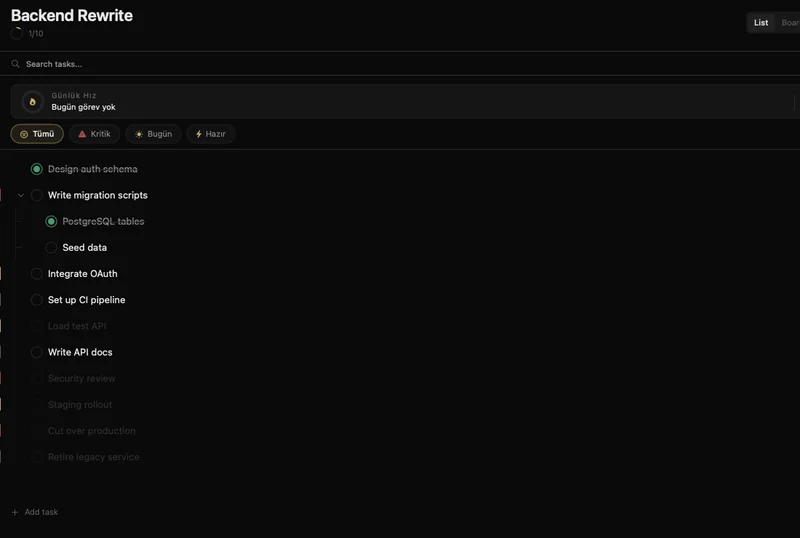 Backend Rewrite
1/10
List Boar
Search tasks...
Günlük Hız
Bugün görev yok
Tümü Kritik Bugün Hazır
Design auth schema
Write migration scripts
PostgreSQL tables
Seed data
Integrate OAuth
Set up CI pipeline
Load test API
Write API docs
Security review
Staging rollout
Cut over production
Retire legacy service
+ Add task